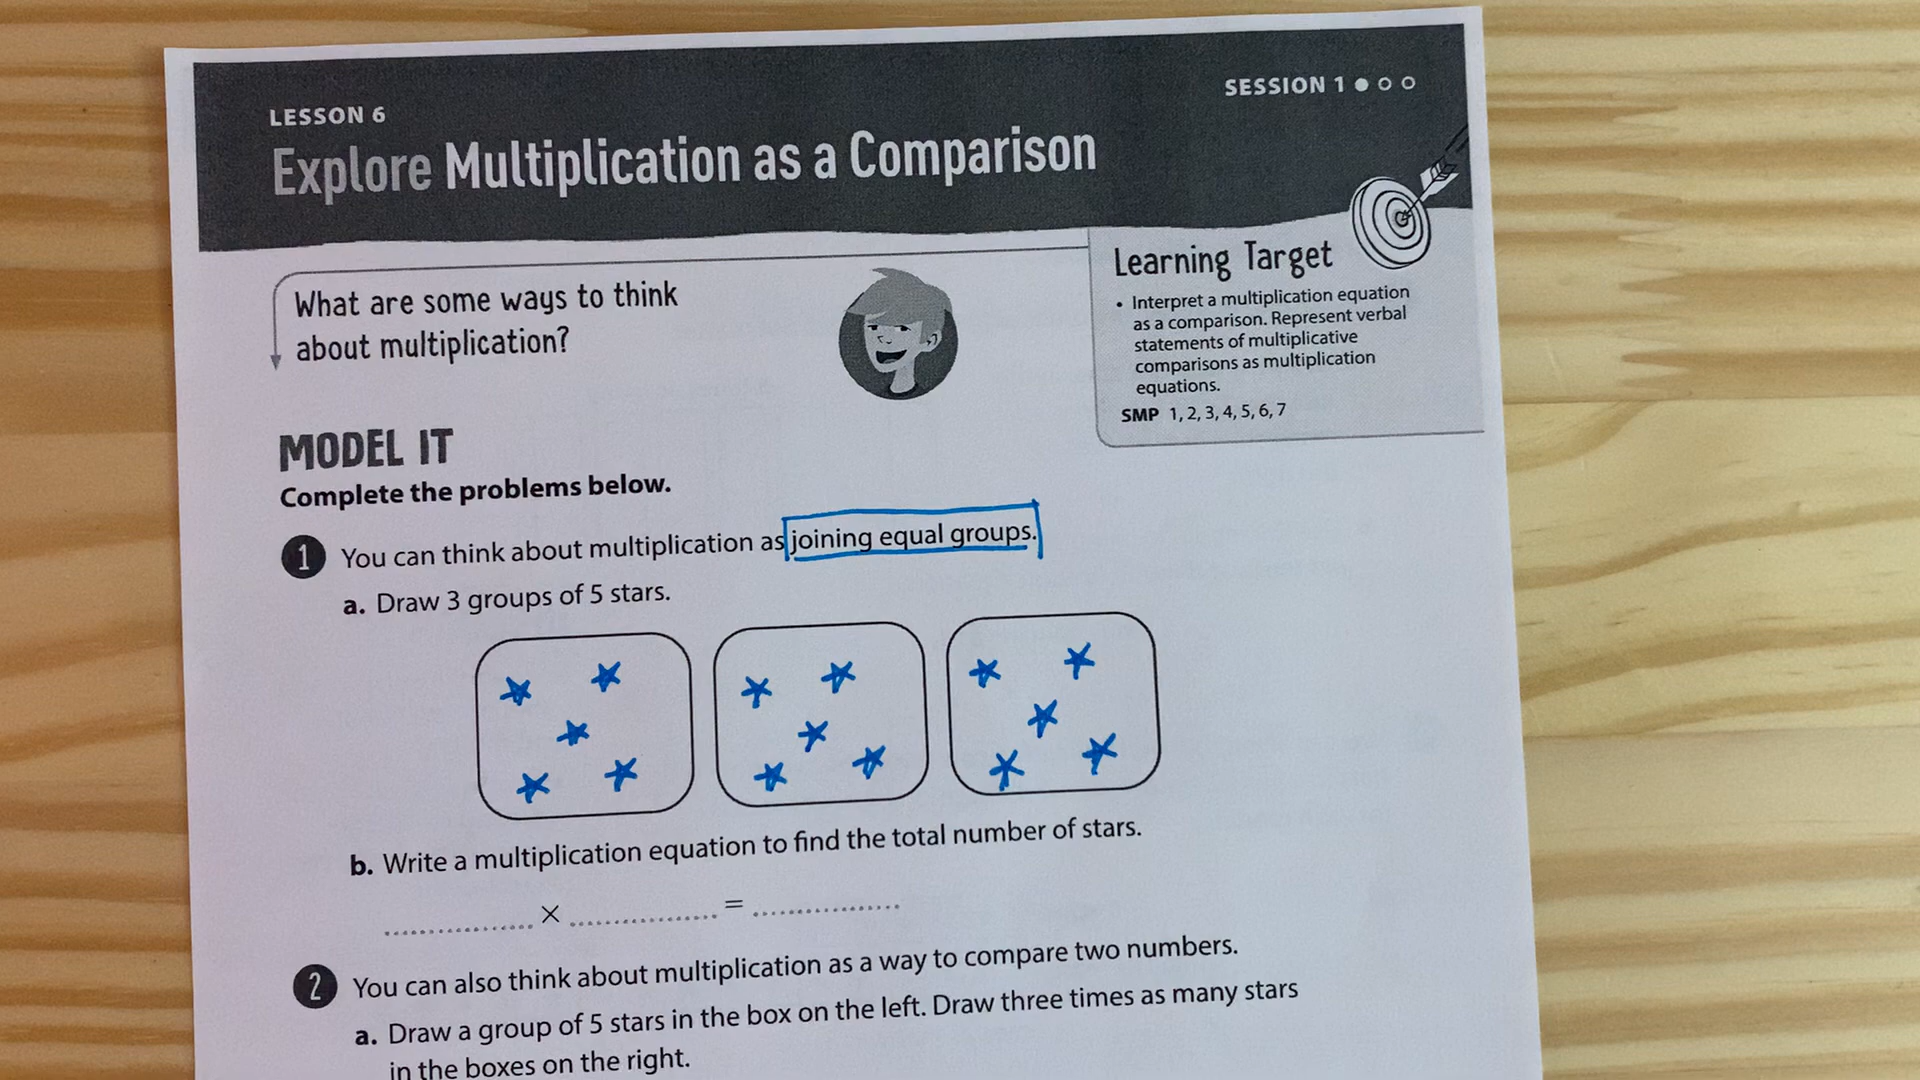 LESSON 6
SESSION 1
Explore Multiplication as a Comparison
What are some ways to think
about multiplication?
Learning Target
• Interpret a multiplication equation
as a comparison. Represent verbal
statements of multiplicative
comparisons as multiplication
equations.
SMP 1, 2, 3, 4, 5, 6, 7
MODEL IT
Complete the problems below.
1 You can think about multiplication as joining equal groups.
a. Draw 3 groups of 5 stars.
b. Write a multiplication equation to find the total number of stars.
.................. × .................. = ..................
2 You can also think about multiplication as a way to compare two numbers.
a. Draw a group of 5 stars in the box on the left. Draw three times as many stars
in the boxes on the right.